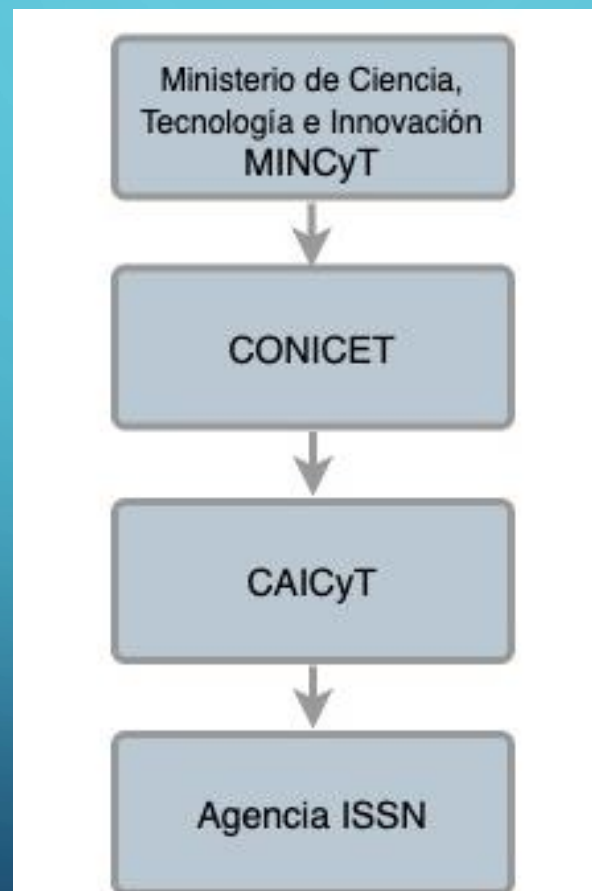 Ministerio de Ciencia,
Tecnología e Innovación
MINCyT
CONICET
CAICyT
Agencia ISSN